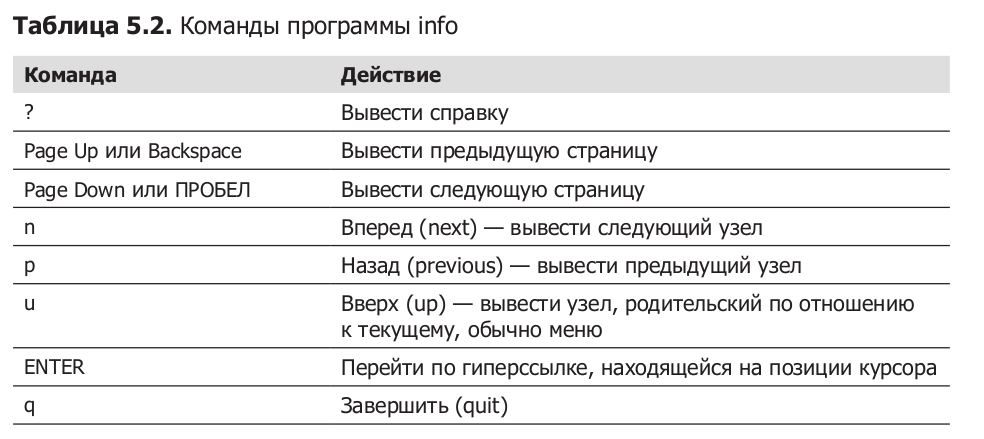 Таблица 5.2. Команды программы info
Команда Действие
? Вывести справку
Page Up или Backspace Вывести предыдущую страницу
Page Down или ПРОБЕЛ Вывести следующую страницу
n Вперед (next) — вывести следующий узел
p Назад (previous) — вывести предыдущий узел
u Вверх (up) — вывести узел, родительский по отношению
к текущему, обычно меню
ENTER Перейти по гиперссылке, находящейся на позиции курсора
q Завершить (quit)